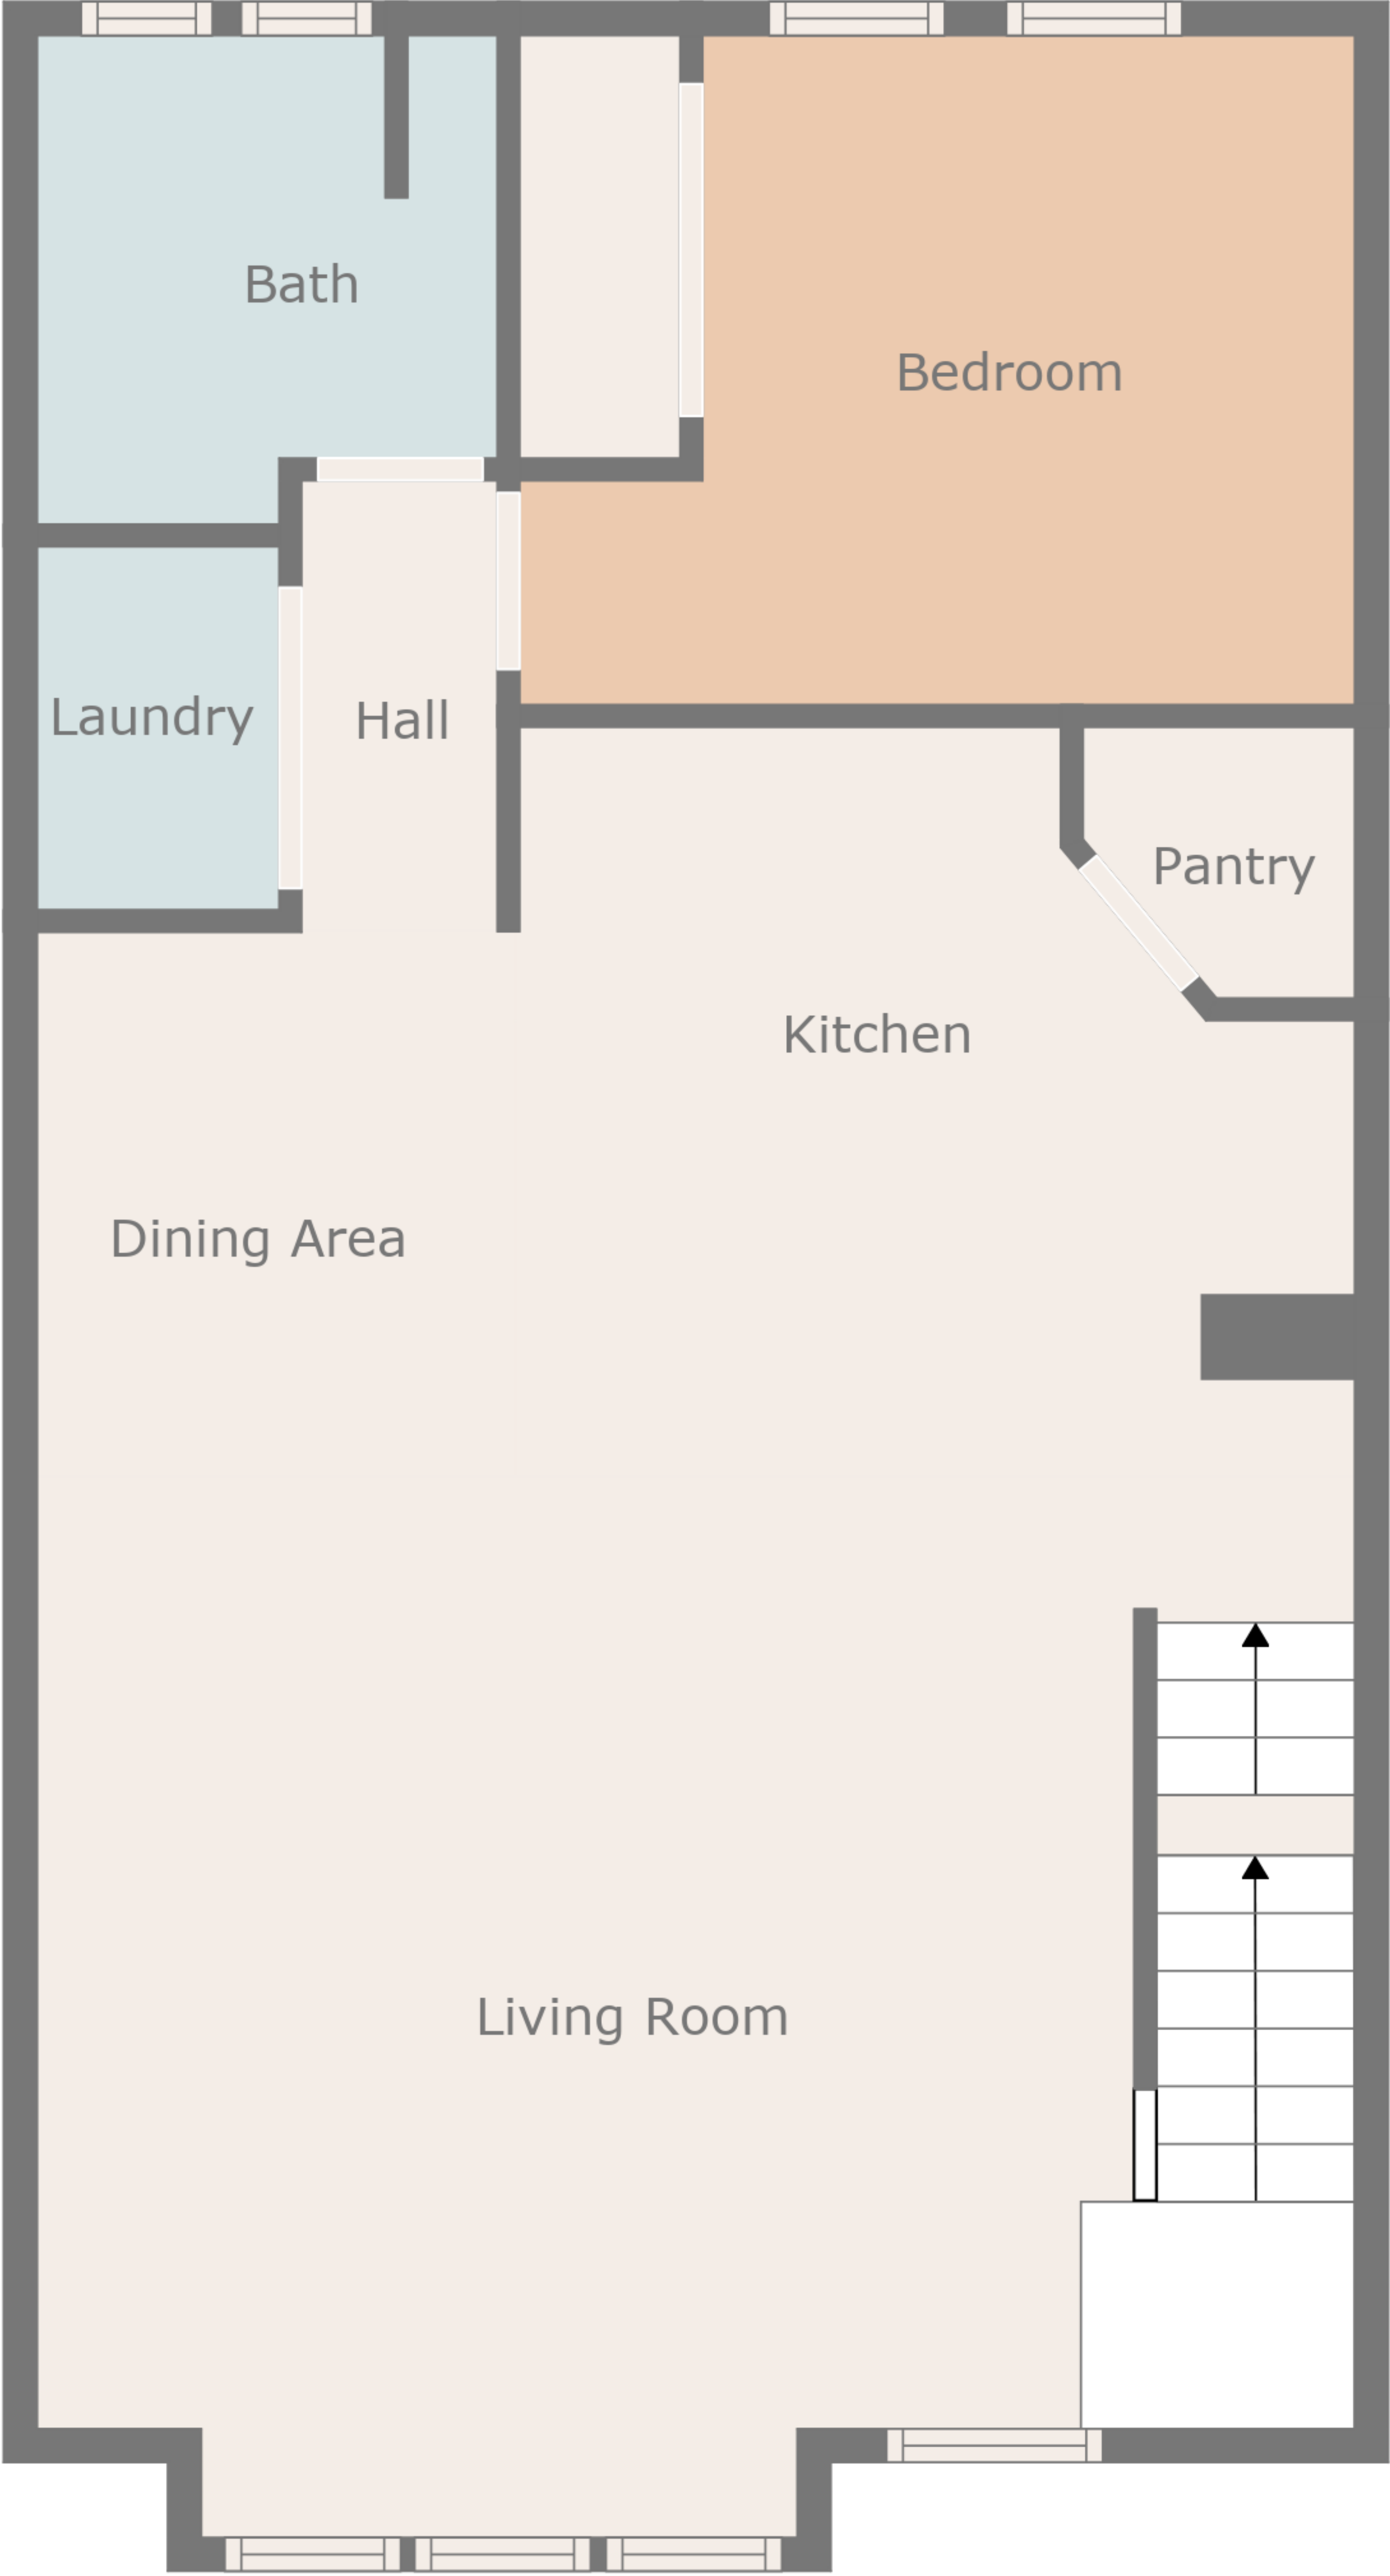 Bath
Bedroom
Laundry
Hall
Pantry
Kitchen
Dining Area
Living Room